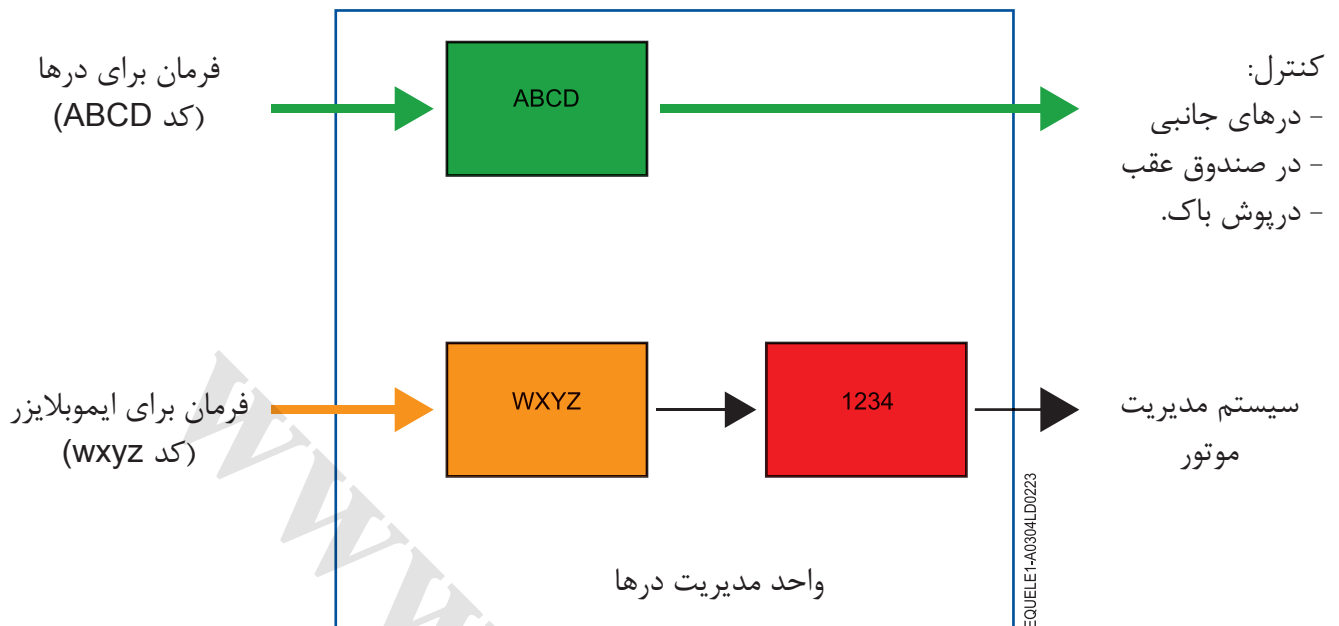 فرمان برای درها
(کد ABCD)
ABCD
کنترل:
- درهای جانبی
- در صندوق عقب
- درپوش باک.
فرمان برای ایموبلایزر
(کد wxyz)
WXYZ
1234
سیستم مدیریت
موتور
واحد مدیریت درها
EQUELE1-A0304LD0223
www